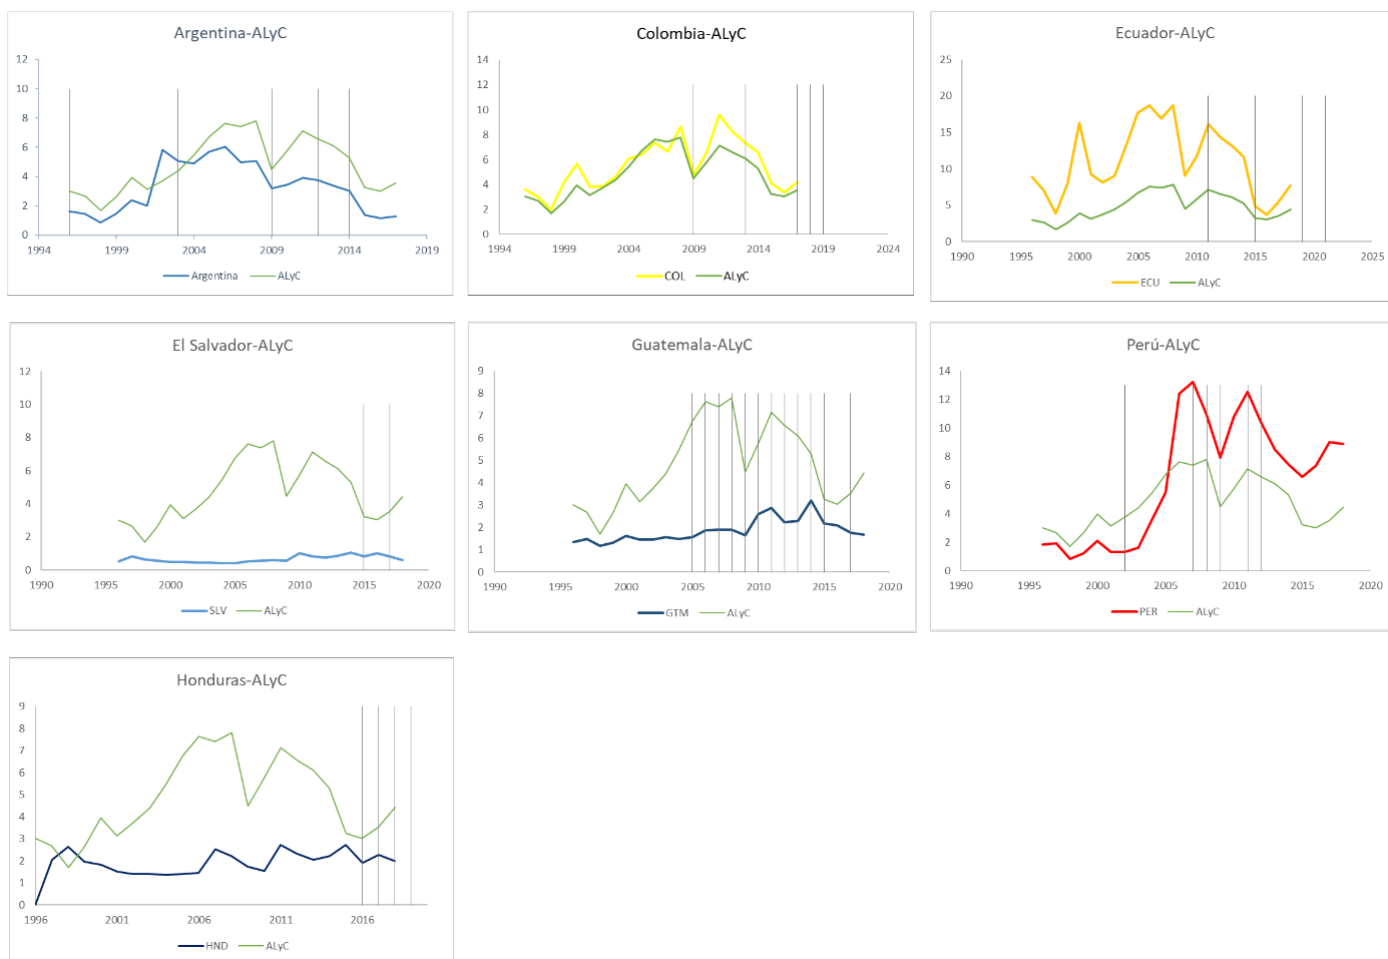 Argentina-ALyC
12
10
8
6
4
2
0
1994 1999 2004 2009 2014 2019
Argentina ALyC
Colombia-ALyC
14
12
10
8
6
4
2
0
1994 1999 2004 2009 2014 2019 2024
COL ALyC
Ecuador-ALyC
25
20
15
10
5
0
1990 1995 2000 2005 2010 2015 2020 2025
ECU ALyC
El Salvador-ALyC
12
10
8
6
4
2
0
1990 1995 2000 2005 2010 2015 2020
SLV ALyC
Guatemala-ALyC
9
8
7
6
5
4
3
2
1
0
1990 1995 2000 2005 2010 2015 2020
GTM ALyC
Perú-ALyC
14
12
10
8
6
4
2
0
1990 1995 2000 2005 2010 2015 2020
PER ALyC
Honduras-ALyC
9
8
7
6
5
4
3
2
1
0
1996 2001 2006 2011 2016
HND ALyC